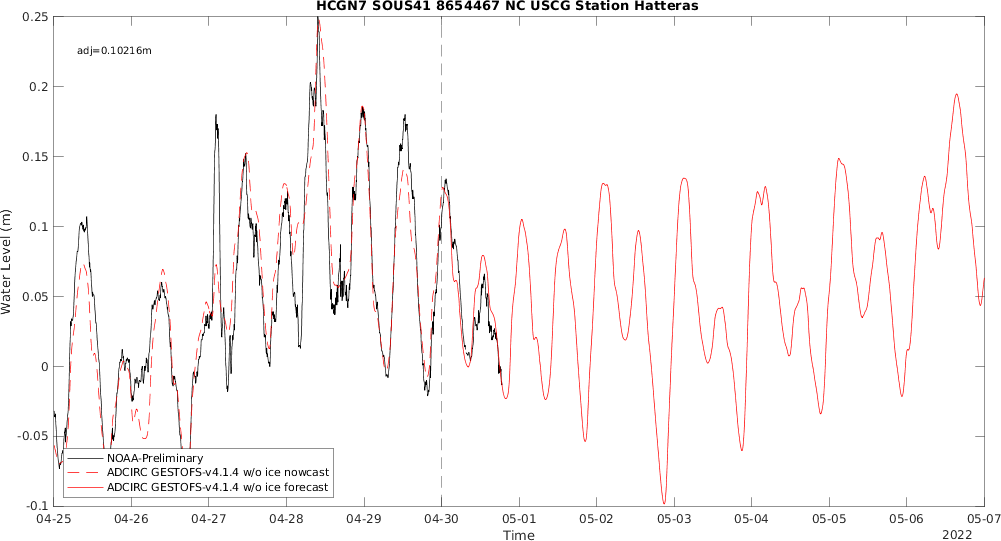 HCGN7 SOUS41 8654467 NC USCG Station Hatteras
adj=0.10216m
0.25
0.2
0.15
0.1
0.05
0
-0.05
-0.1
Water Level (m)
NOAA-Preliminary
ADCIRC GESTOFS-v4.1.4 w/o ice nowcast
ADCIRC GESTOFS-v4.1.4 w/o ice forecast
04-25 04-26 04-27 04-28 04-29 04-30 05-01 05-02 05-03 05-04 05-05 05-06 05-07
Time
2022